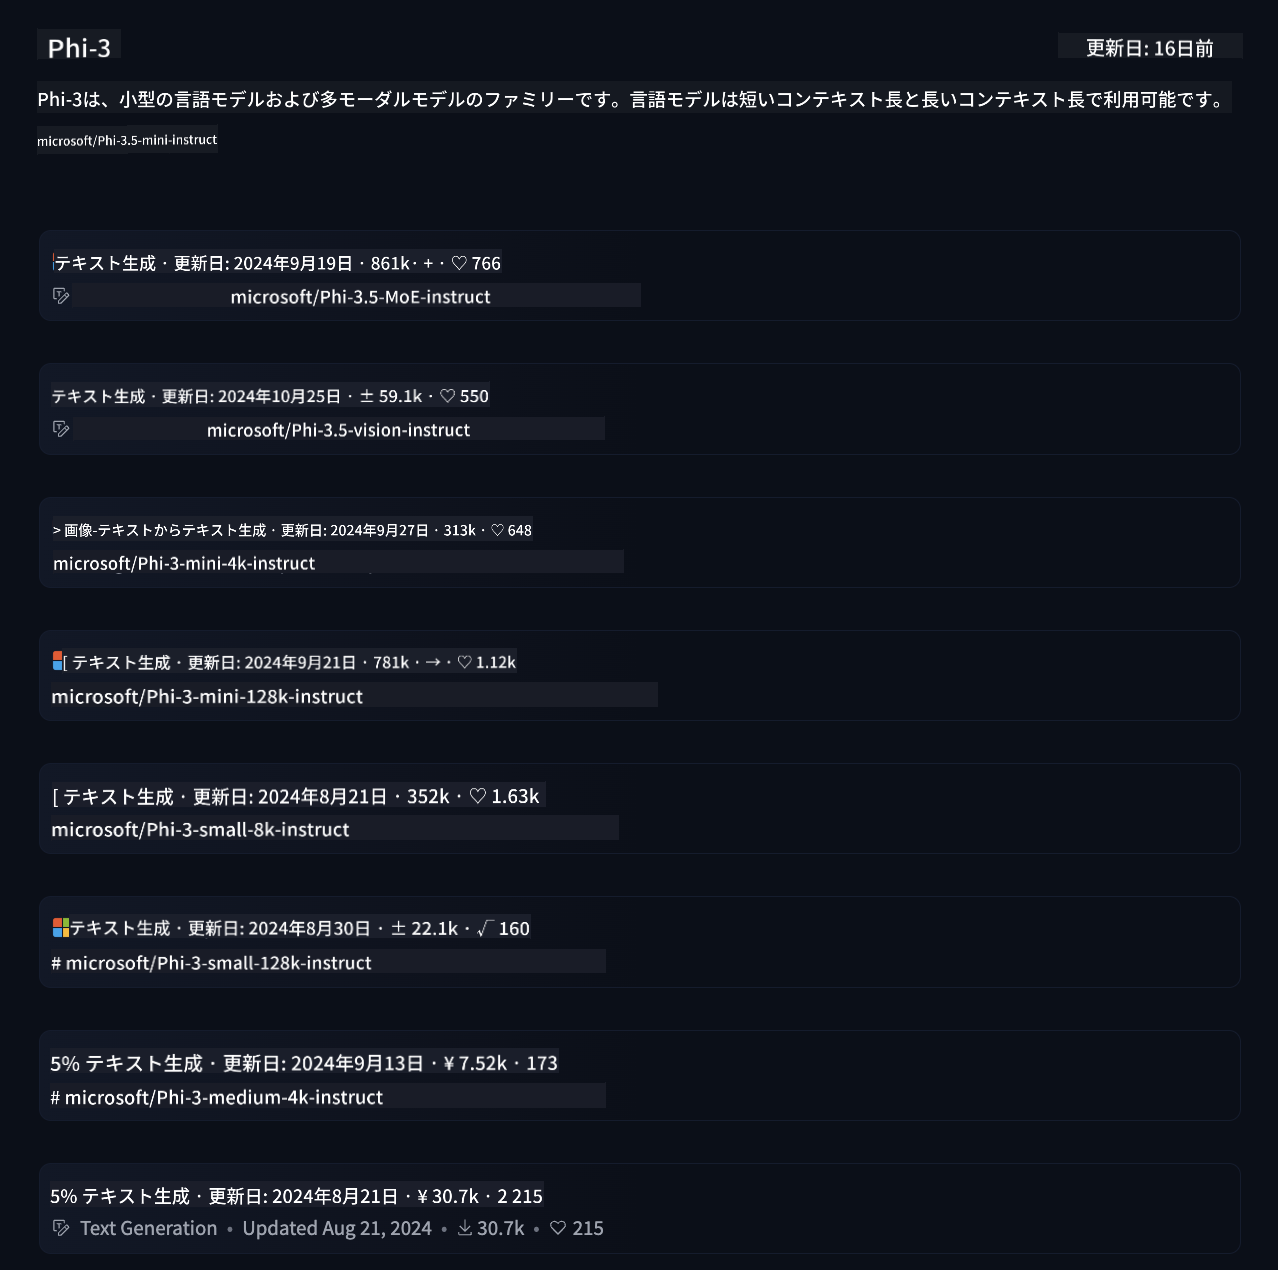 Phi-3
更新日: 16日前
Phi-3は、小型の言語モデルおよび多モーダルモデルのファミリーです。言語モデルは短いコンテキスト長と長いコンテキスト長で利用可能です。
microsoft/Phi-3.5-mini-instruct
テキスト生成 · 更新日: 2024年9月19日 · 861k· + · ♡ 766
microsoft/Phi-3.5-MoE-instruct
テキスト生成 · 更新日: 2024年10月25日 · ± 59.1k · ♡ 550
microsoft/Phi-3.5-vision-instruct
> 画像-テキストからテキスト生成 · 更新日: 2024年9月27日 · 313k · ♡ 648
microsoft/Phi-3-mini-4k-instruct
[ テキスト生成 · 更新日: 2024年9月21日 · 781k · → · ♡ 1.12k
microsoft/Phi-3-mini-128k-instruct
[ テキスト生成 · 更新日: 2024年8月21日 · 352k · ♡ 1.63k
microsoft/Phi-3-small-8k-instruct
テキスト生成 · 更新日: 2024年8月30日 · ± 22.1k · √ 160
# microsoft/Phi-3-small-128k-instruct
5% テキスト生成 · 更新日: 2024年9月13日 · ¥ 7.52k · 173
# microsoft/Phi-3-medium-4k-instruct
5% テキスト生成 · 更新日: 2024年8月21日 · ¥ 30.7k · 2 215
Text Generation • Updated Aug 21, 2024 • 30.7k • ♡ 215